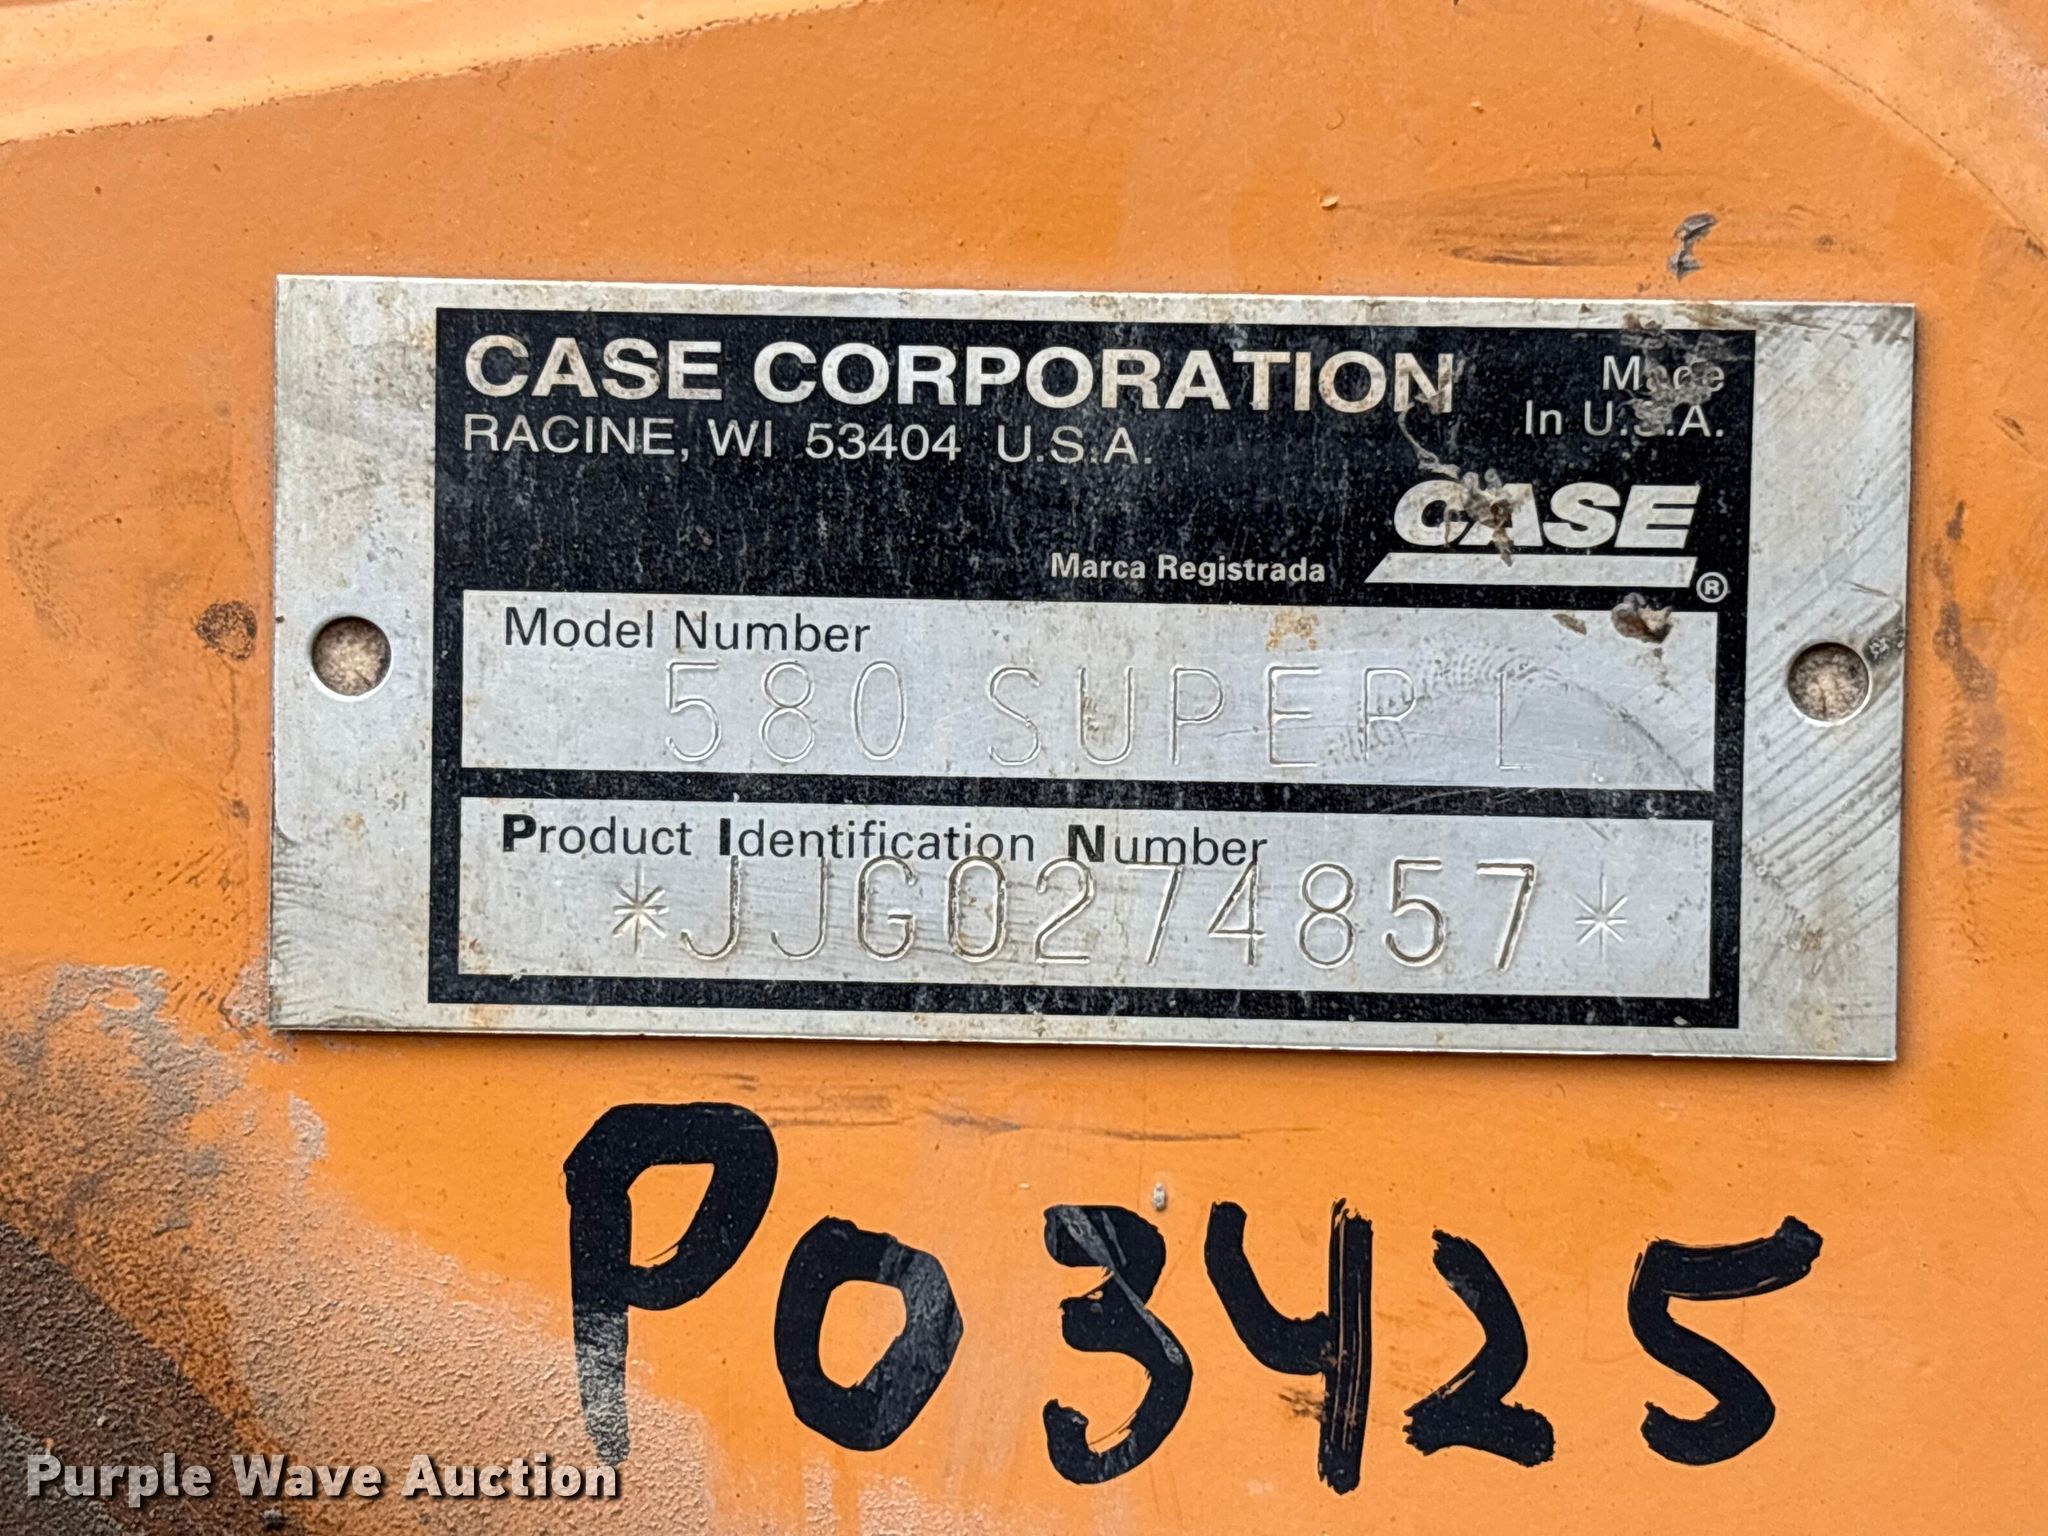 CASE CORPORATION
RACINE, WI 53404 U.S.A.
Made
In U.S.A.
CASE
Marca Registrada
®
Model Number
580 SUPER L
Product Identification Number
*JJG0274857*
P03425
Purple Wave Auction